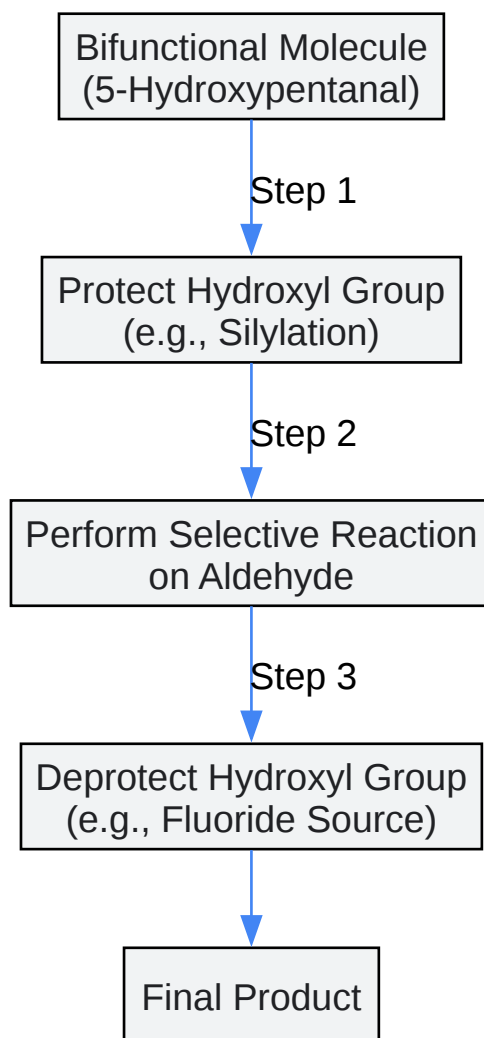 Bifunctional Molecule
(5-Hydroxypentanal)
Step 1
Protect Hydroxyl Group
(e.g., Silylation)
Step 2
Perform Selective Reaction
on Aldehyde
Step 3
Deprotect Hydroxyl Group
(e.g., Fluoride Source)
Final Product